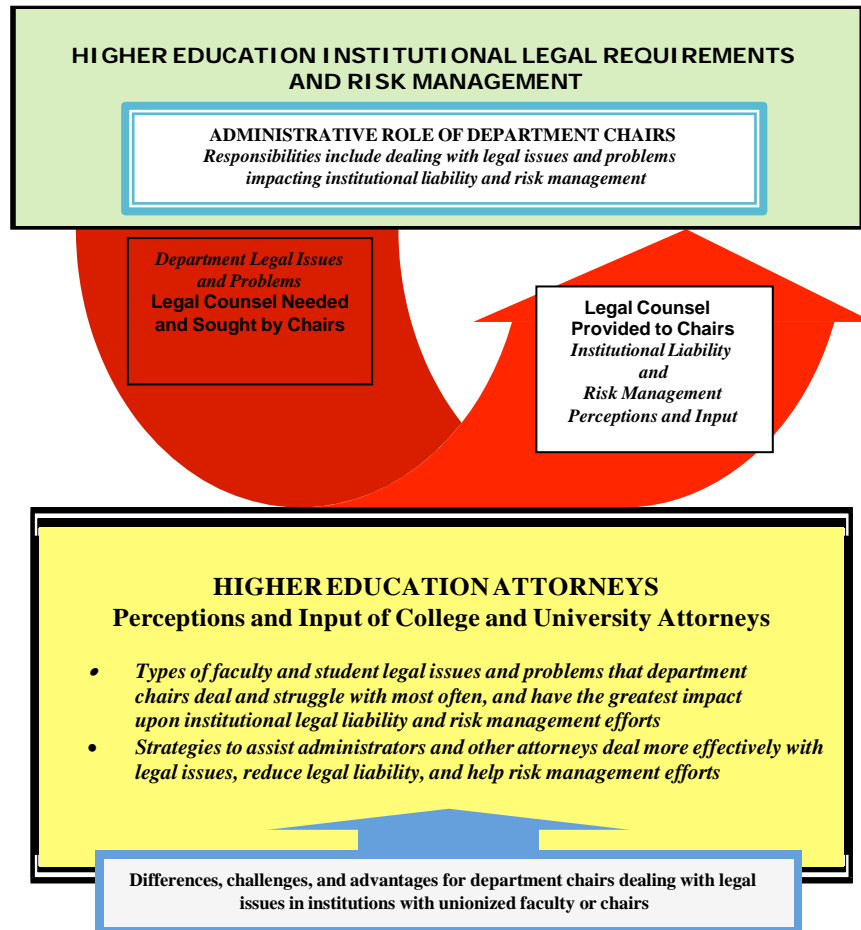 HIGHER EDUCATION INSTITUTIONAL LEGAL REQUIREMENTS
AND RISK MANAGEMENT
ADMINISTRATIVE ROLE OF DEPARTMENT CHAIRS
Responsibilities include dealing with legal issues and problems
impacting institutional liability and risk management
Department Legal Issues
and Problems
Legal Counsel Needed
and Sought by Chairs
Legal Counsel
Provided to Chairs
Institutional Liability
and
Risk Management
Perceptions and Input
HIGHER EDUCATION ATTORNEYS
Perceptions and Input of College and University Attorneys
• Types of faculty and student legal issues and problems that department
chairs deal and struggle with most often, and have the greatest impact
upon institutional legal liability and risk management efforts
• Strategies to assist administrators and other attorneys deal more effectively with
legal issues, reduce legal liability, and help risk management efforts
Differences, challenges, and advantages for department chairs dealing with legal
issues in institutions with unionized faculty or chairs